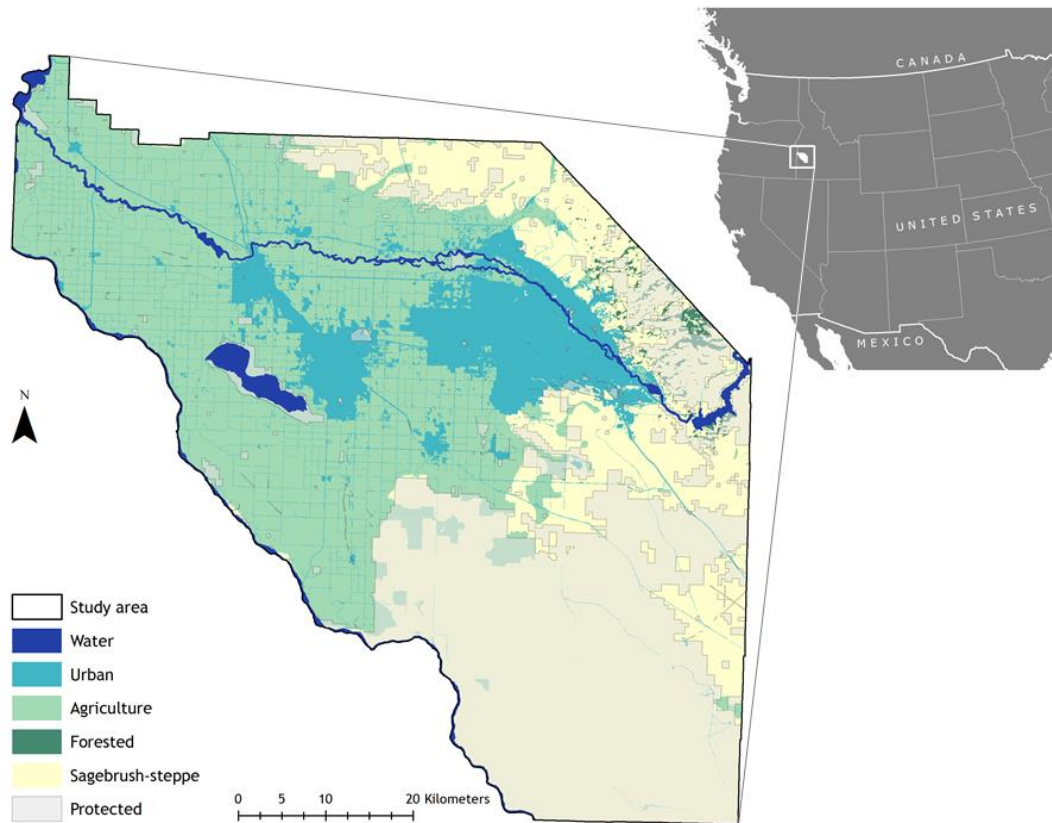 CANADA
UNITED STATES
MEXICO
N
Study area
Water
Urban
Agriculture
Forested
Sagebrush-steppe
Protected
0 5 10 20 Kilometers